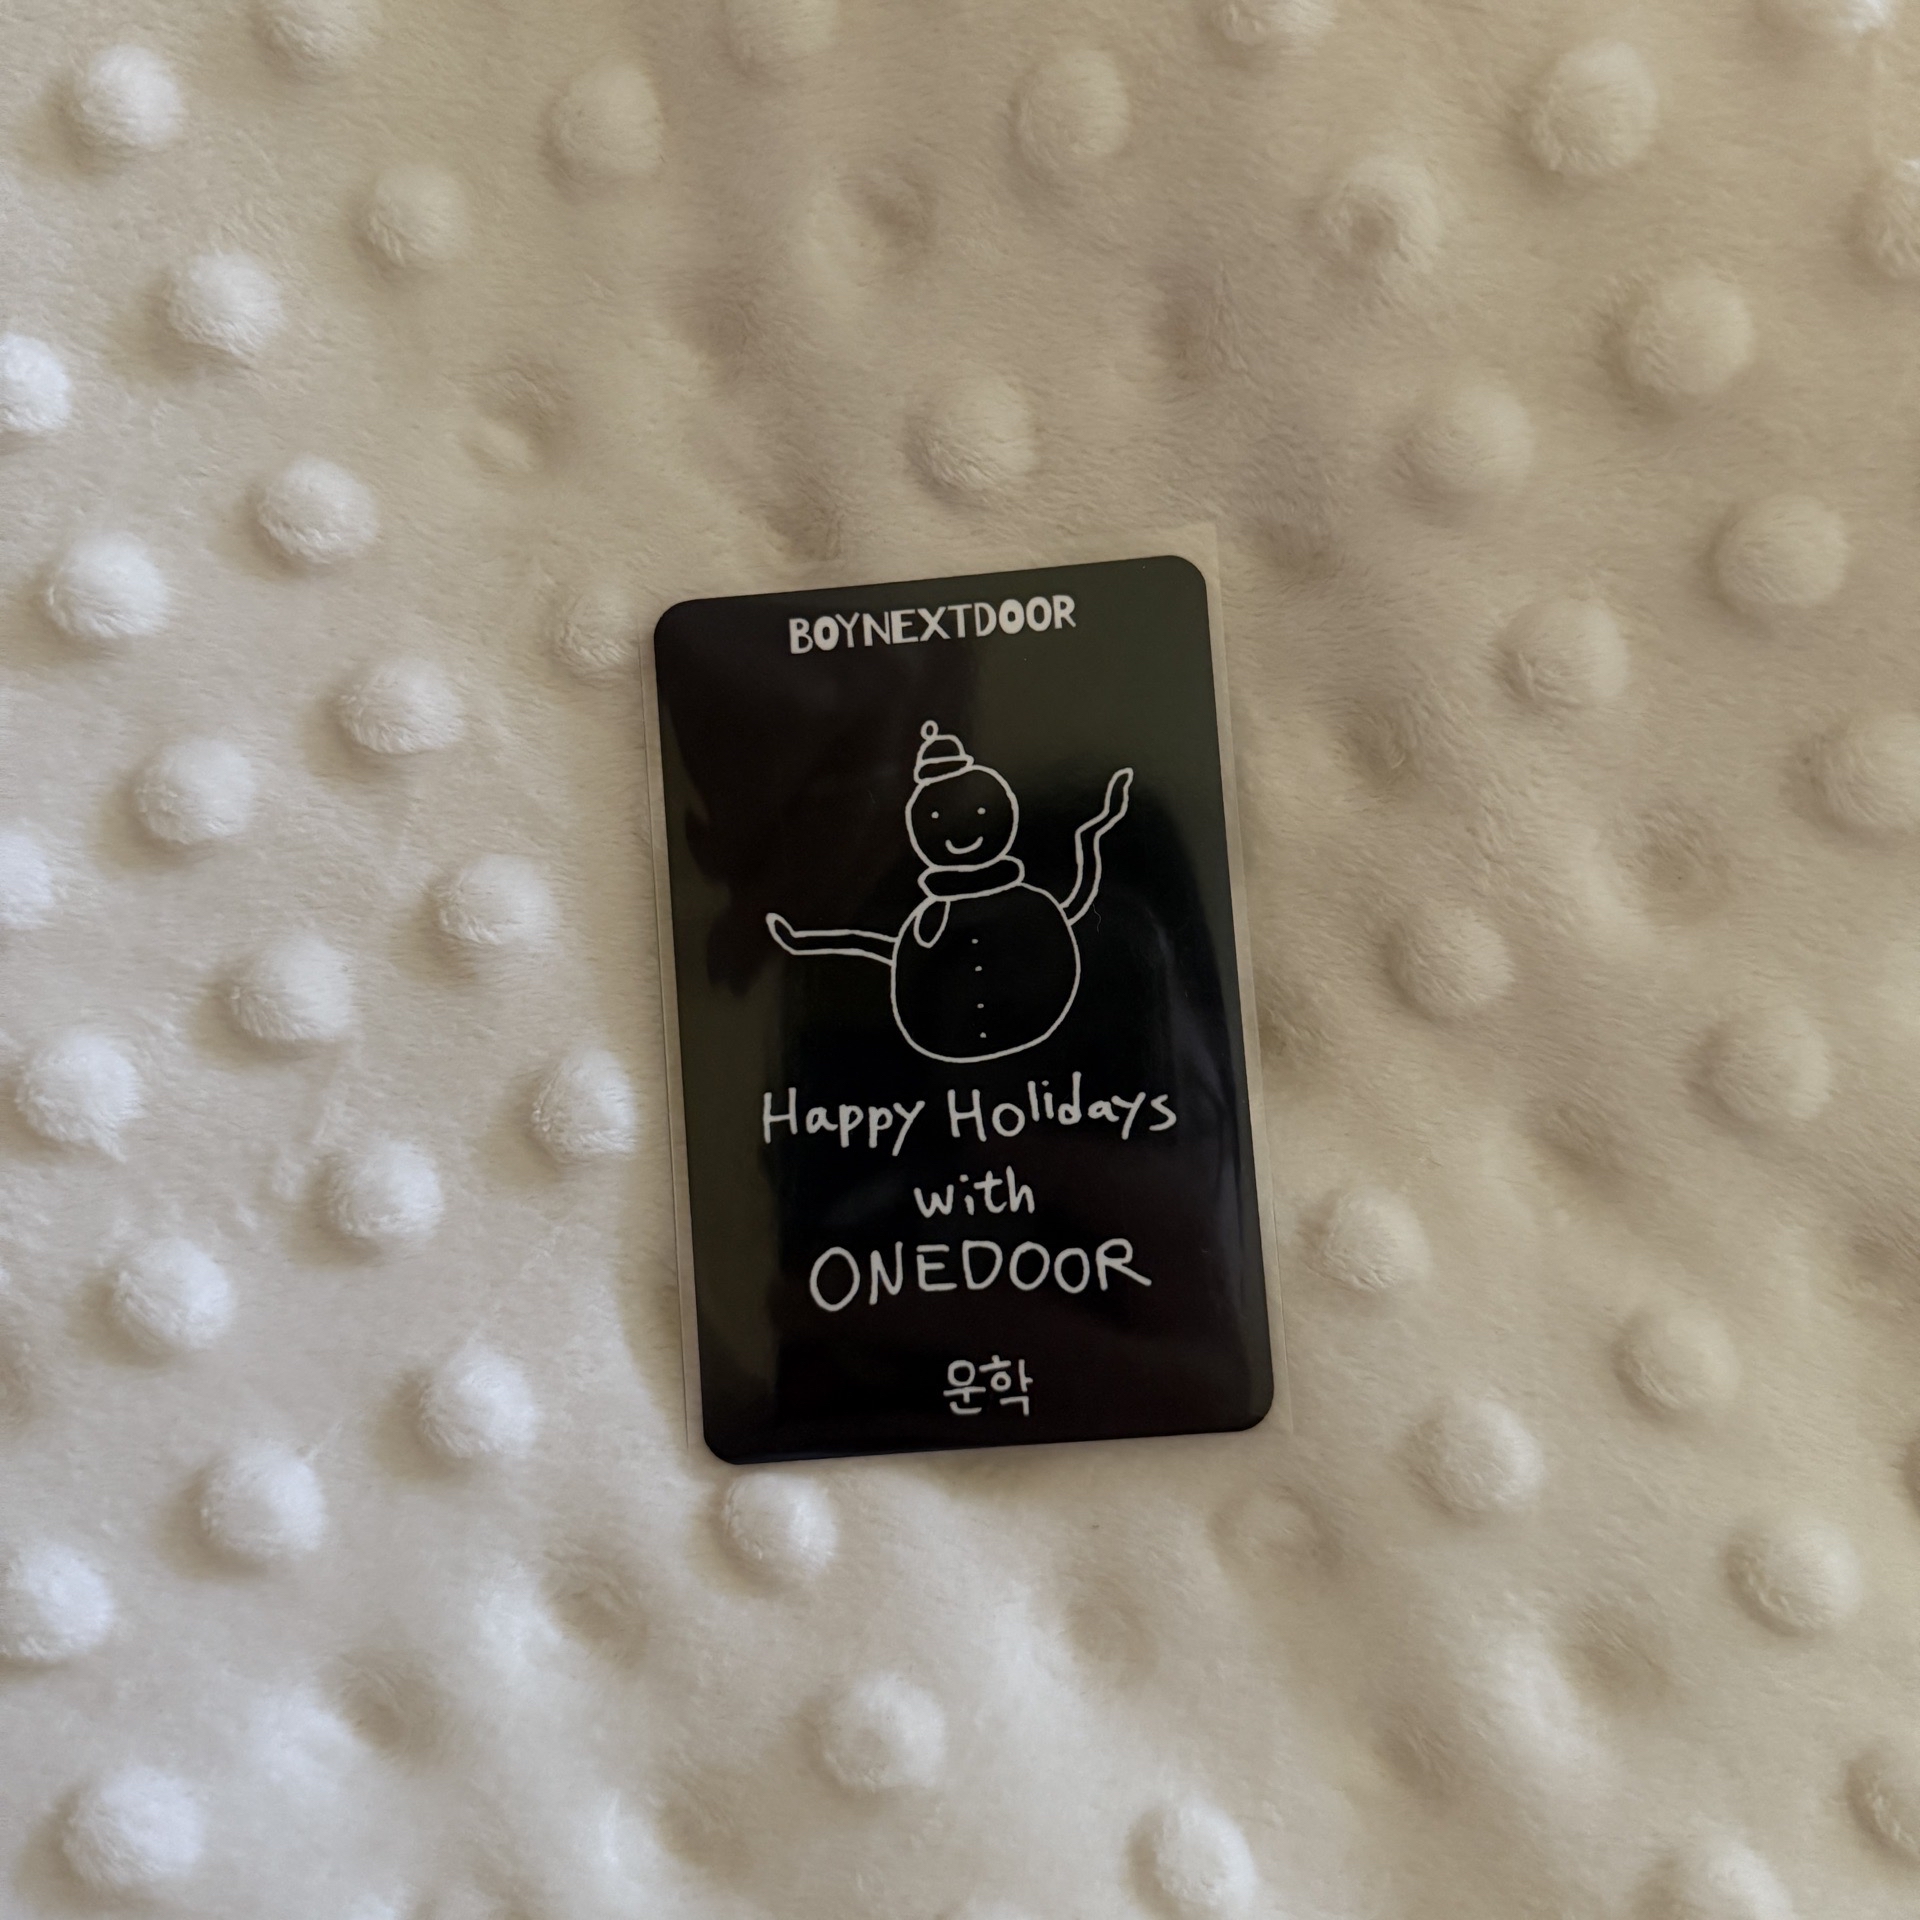 BOYNEXTDOOR
Happy Holidays
with
ONEDOOR
운학